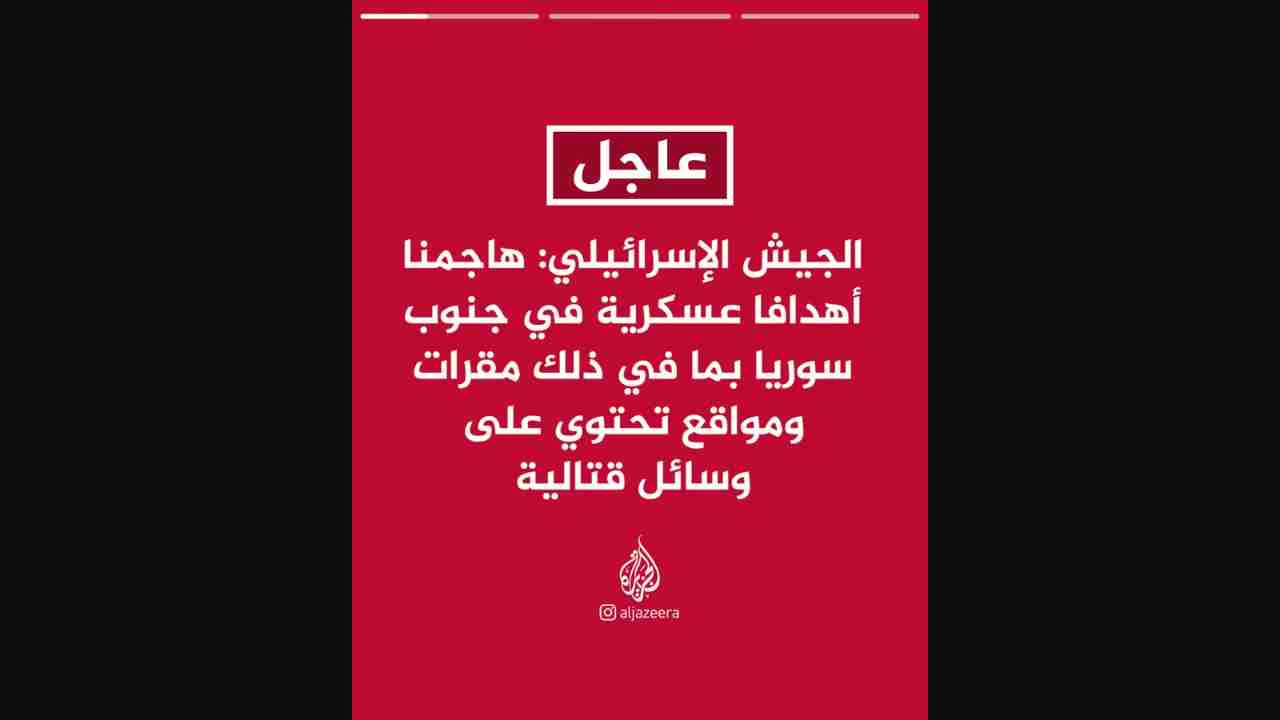 عاجل
الجيش الإسرائيلي: هاجمنا
أهدافا عسكرية في جنوب
سوريا بما في ذلك مقرات
ومواقع تحتوي على
وسائل قتالية
الجزيرة
aljazeera